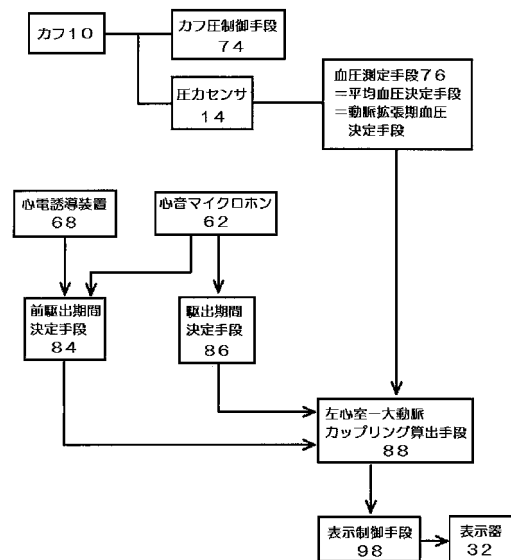 カフ10
カフ圧制御手段
74
圧力センサ
14
血圧測定手段76
=平均血圧決定手段
=動脈拡張期血圧
決定手段
心電誘導装置
68
心音マイクロホン
62
前駆出期間
決定手段
84
駆出期間
決定手段
86
左心室ー大動脈
カップリング算出手段
88
表示制御手段
98
表示器
32